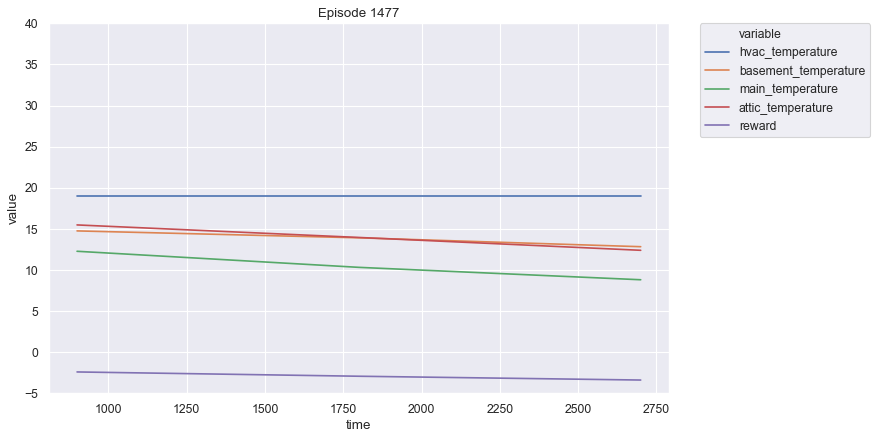 Episode 1477
variable
hvac_temperature
basement_temperature
main_temperature
attic_temperature
reward
value
40
35
30
25
20
15
10
5
0
−5
1000 1250 1500 1750 2000 2250 2500 2750
time